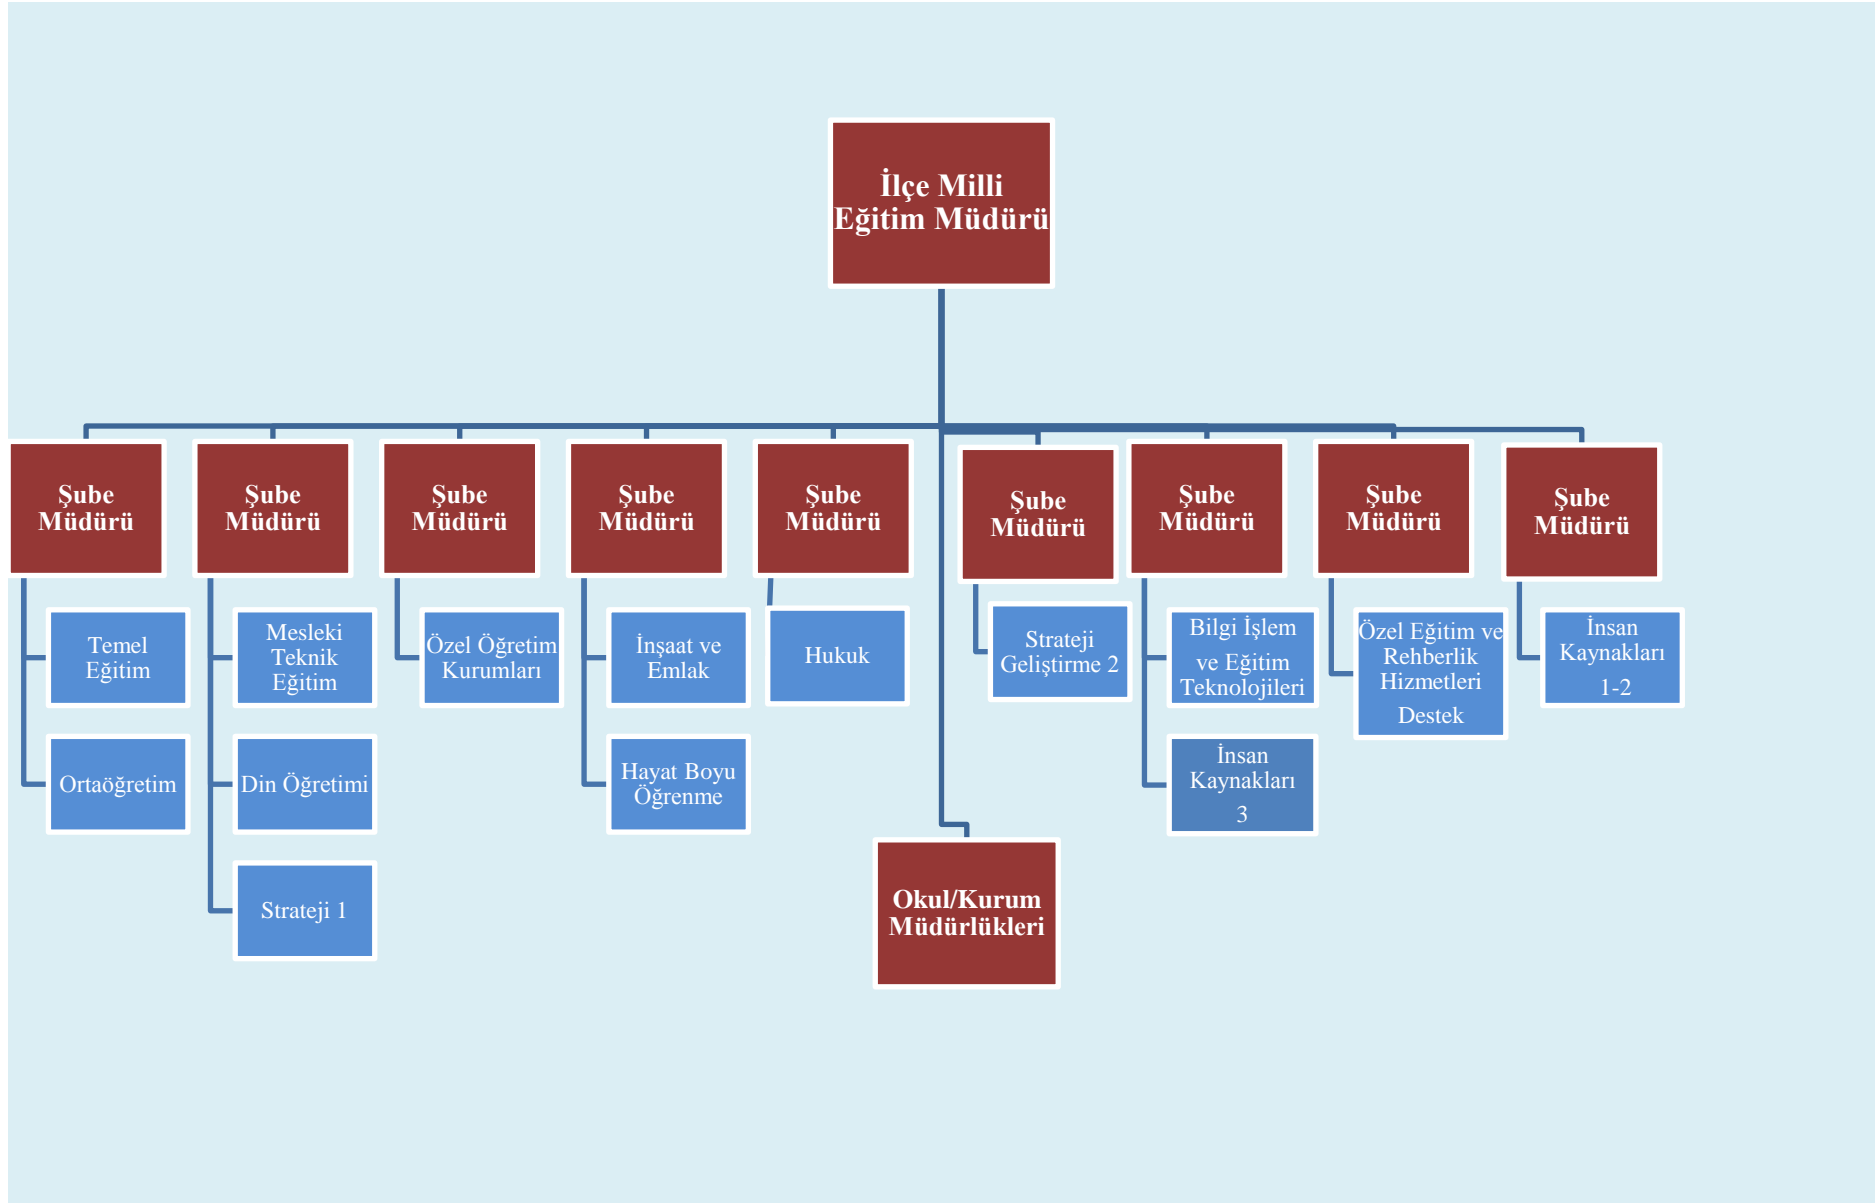 İlçe Milli
Eğitim Müdürü
Şube
Müdürü
Şube
Müdürü
Şube
Müdürü
Şube
Müdürü
Şube
Müdürü
Şube
Müdürü
Şube
Müdürü
Şube
Müdürü
Şube
Müdürü
Temel
Eğitim
Ortaöğretim
Mesleki
Teknik
Eğitim
Din Öğretimi
Strateji 1
Özel Öğretim
Kurumları
İnşaat ve
Emlak
Hayat Boyu
Öğrenme
Hukuk
Strateji
Geliştirme 2
Bilgi İşlem
ve Eğitim
Teknolojileri
İnsan
Kaynakları
3
Özel Eğitim ve
Rehberlik
Hizmetleri
Destek
İnsan
Kaynakları
1-2
Okul/Kurum
Müdürlükleri